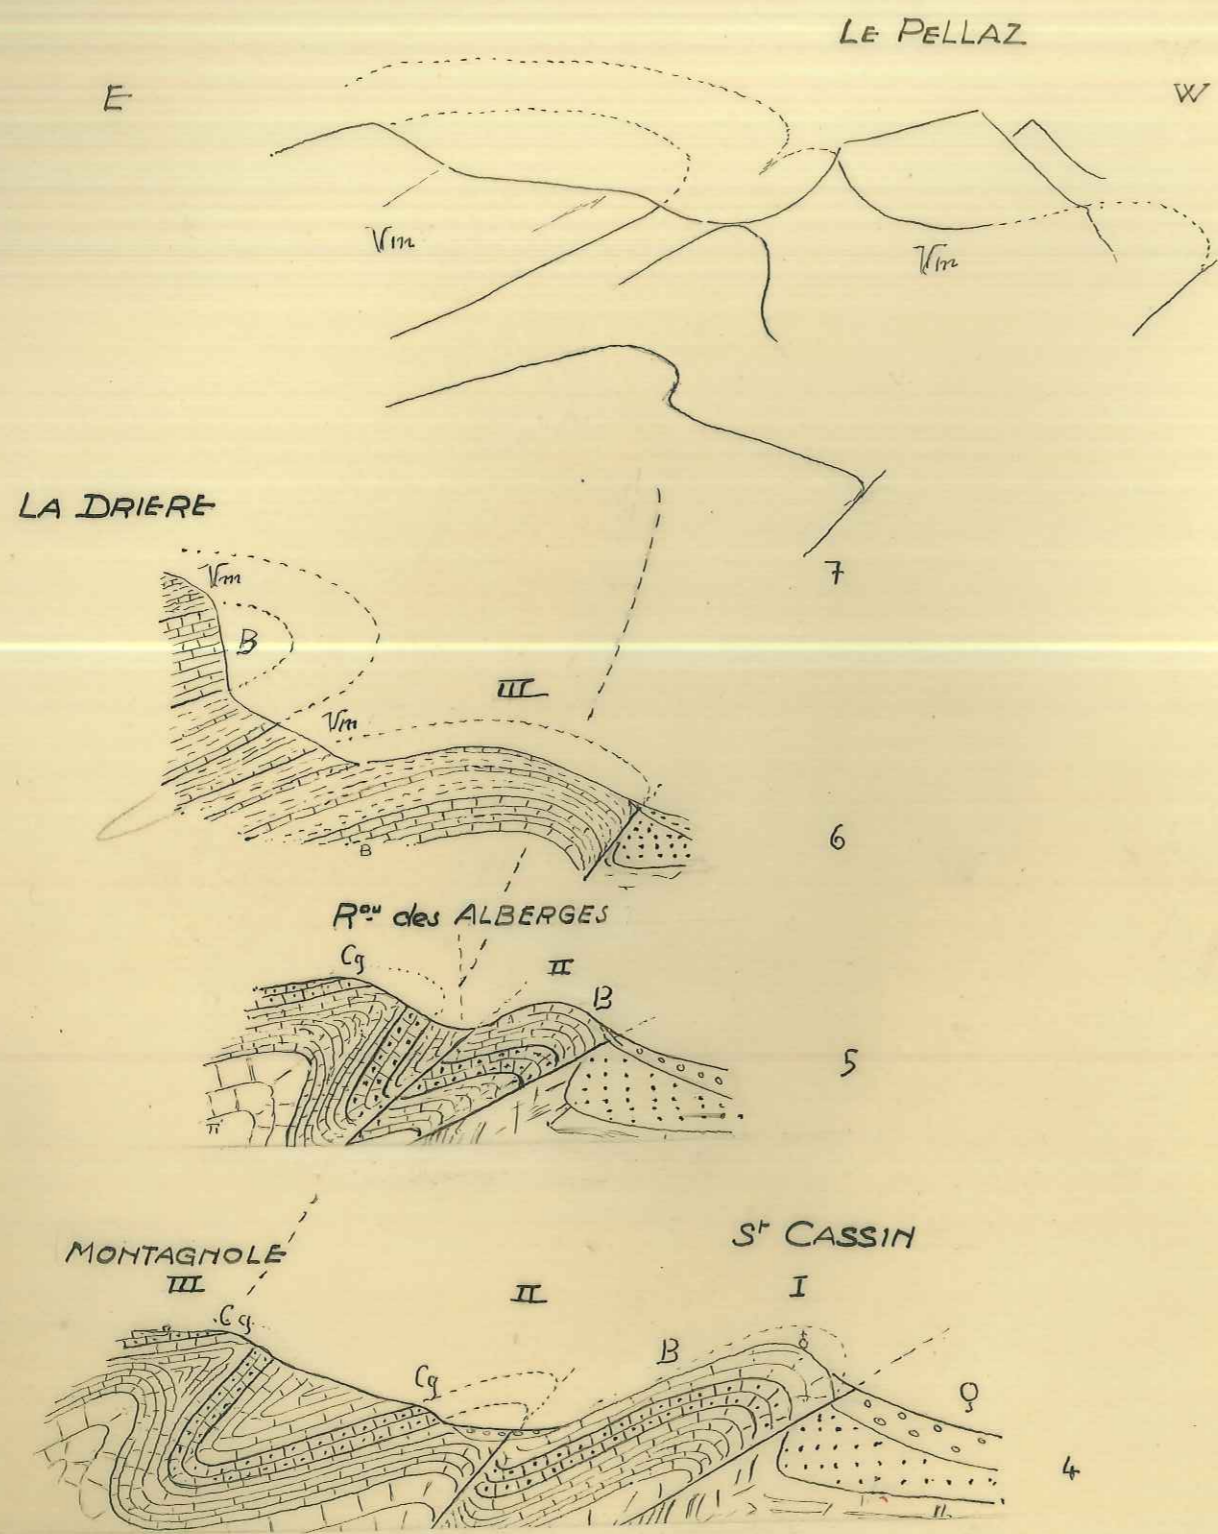 LE PELLAZ
E
W
Vm
Vm
7
LA DRIERE
Vm
B
III
Vm
B
6
Rau des ALBERGES
Cg
II
B
5
MONTAGNOLE
III
St CASSIN
I
II
Cg
Cg
B
Q
4